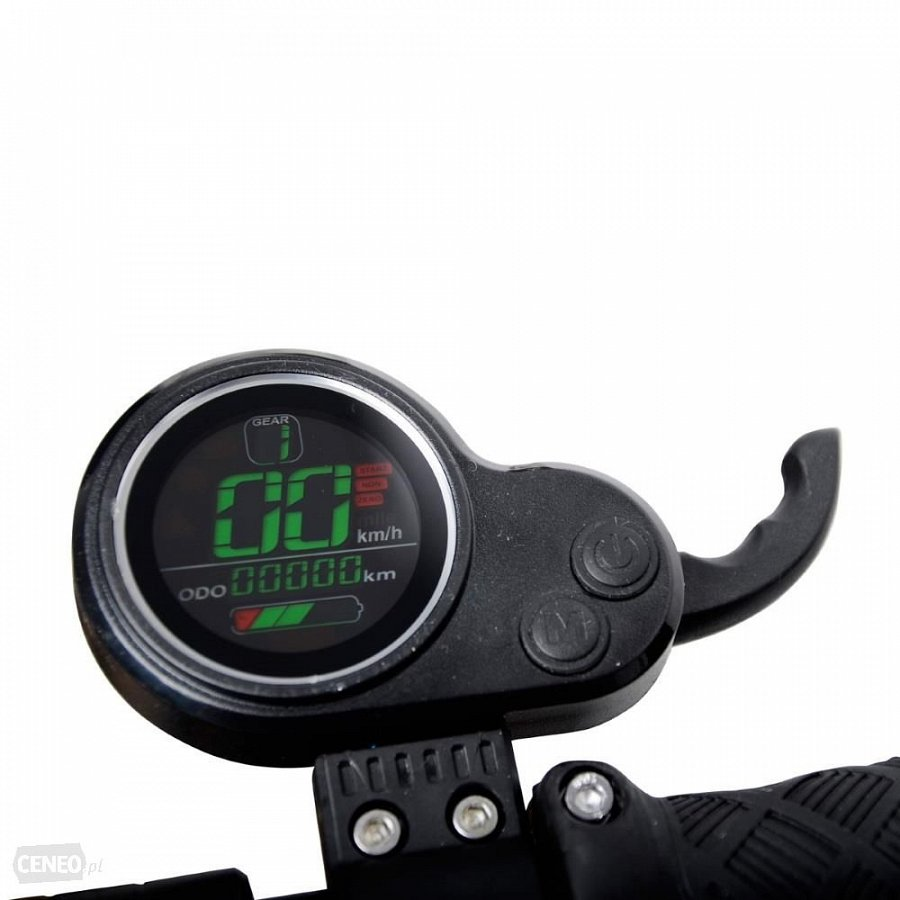 GEAR
1
00
START
NON
ZERO
km/h
ODO 00000 km
M
CENEO.pl